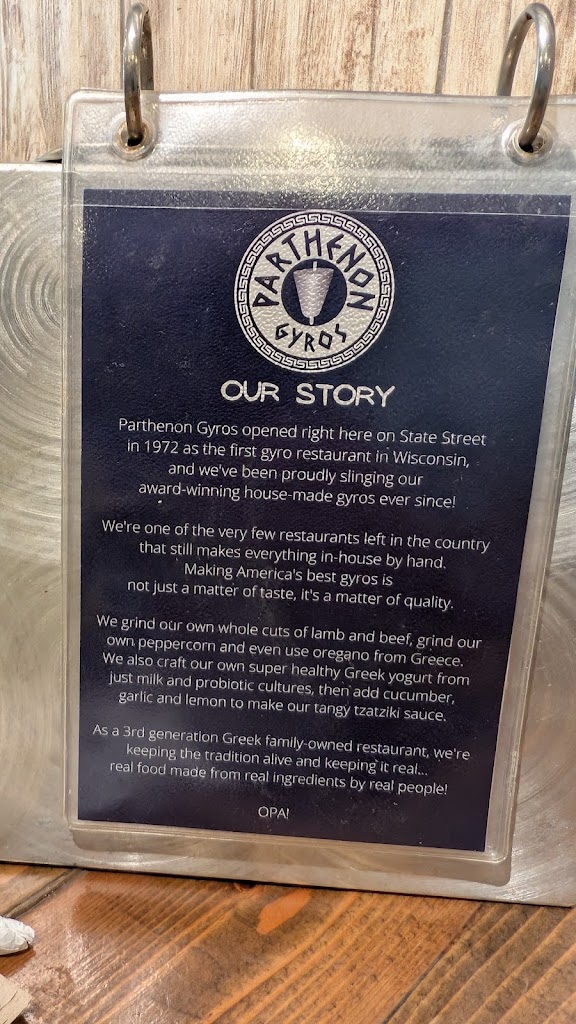 PARTHENON
GYROS
OUR STORY
Parthenon Gyros opened right here on State Street
in 1972 as the first gyro restaurant in Wisconsin,
and we've been proudly slinging our
award-winning house-made gyros ever since!
We're one of the very few restaurants left in the country
that still makes everything in-house by hand.
Making America's best gyros is
not just a matter of taste, it's a matter of quality.
We grind our own whole cuts of lamb and beef, grind our
own peppercorn and even use oregano from Greece.
We also craft our own super healthy Greek yogurt from
just milk and probiotic cultures, then add cucumber,
garlic and lemon to make our tangy tzatziki sauce.
As a 3rd generation Greek family-owned restaurant, we're
keeping the tradition alive and keeping it real...
real food made from real ingredients by real people!
OPA!